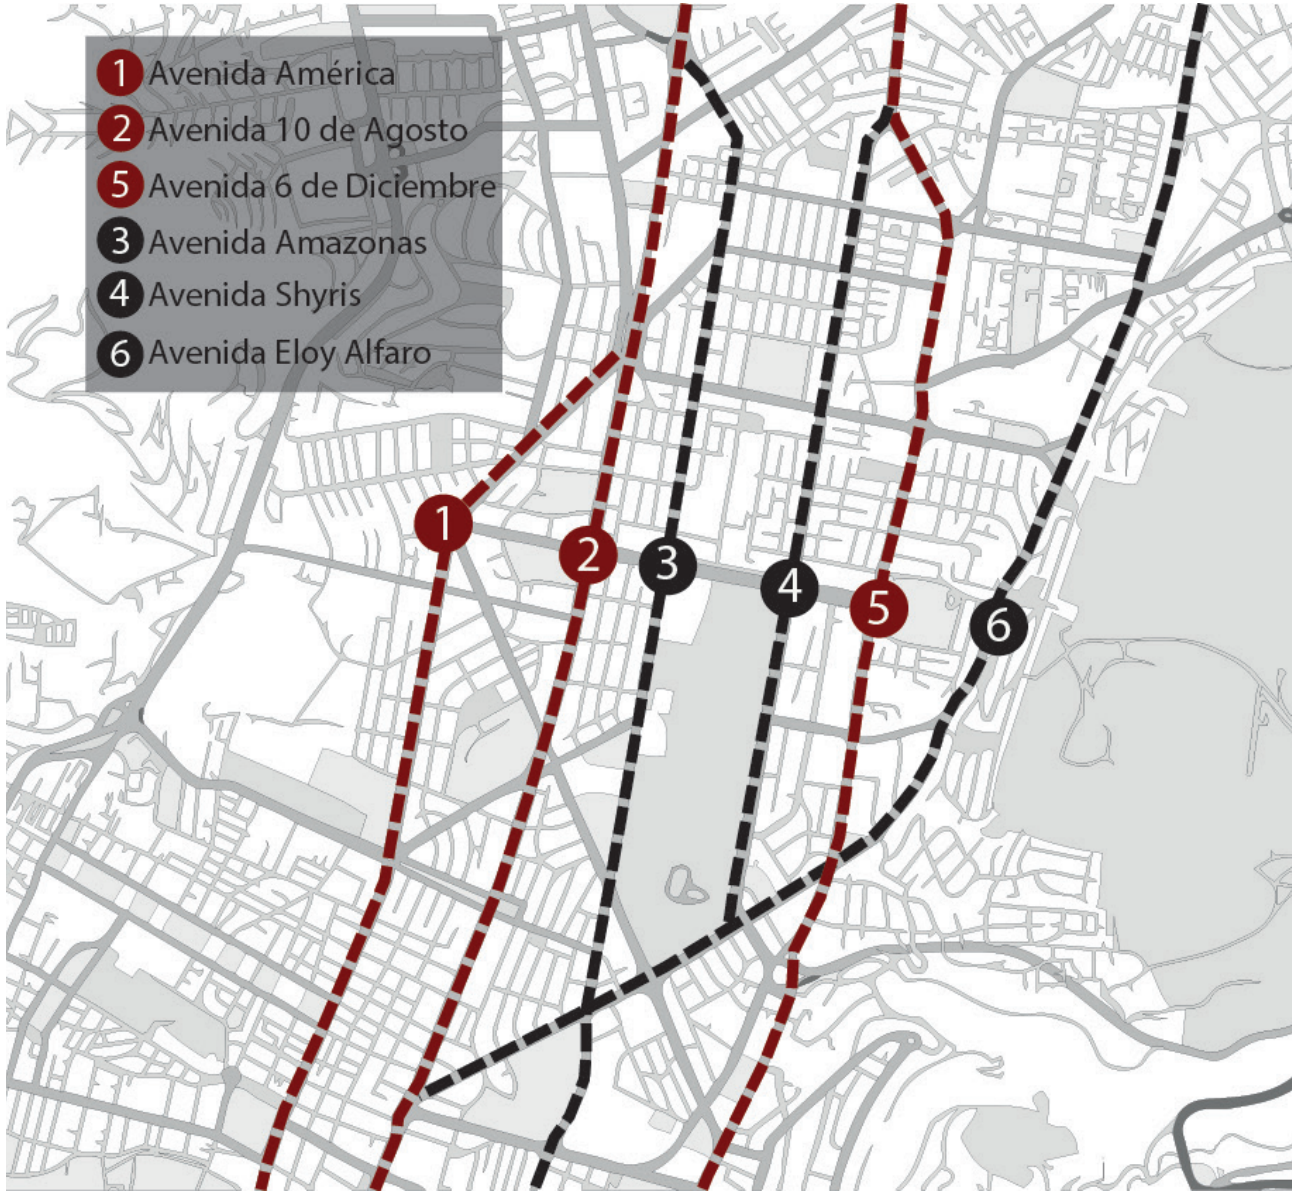 1 Avenida América
2 Avenida 10 de Agosto
5 Avenida 6 de Diciembre
3 Avenida Amazonas
4 Avenida Shyris
6 Avenida Eloy Alfaro
1
2
3
4
5
6